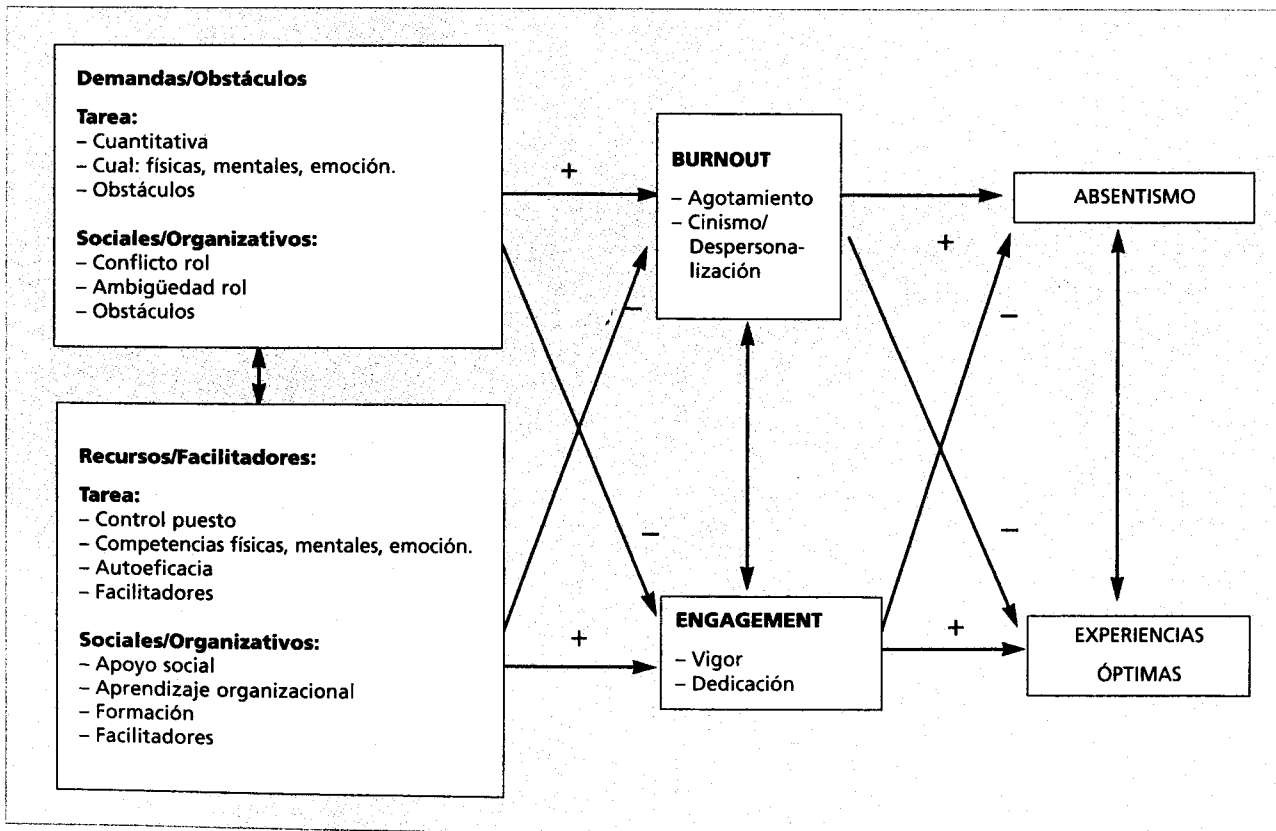 Demandas/Obstáculos
Tarea:
– Cuantitativa
– Cual: físicas, mentales, emoción.
– Obstáculos
Sociales/Organizativos:
– Conflicto rol
– Ambigüedad rol
– Obstáculos
Recursos/Facilitadores:
Tarea:
– Control puesto
– Competencias físicas, mentales, emoción.
– Autoeficacia
– Facilitadores
Sociales/Organizativos:
– Apoyo social
– Aprendizaje organizacional
– Formación
– Facilitadores
+
–
–
+
BURNOUT
– Agotamiento
– Cinismo/
Despersona-
lización
ENGAGEMENT
– Vigor
– Dedicación
+
–
–
+
ABSENTISMO
EXPERIENCIAS
ÓPTIMAS